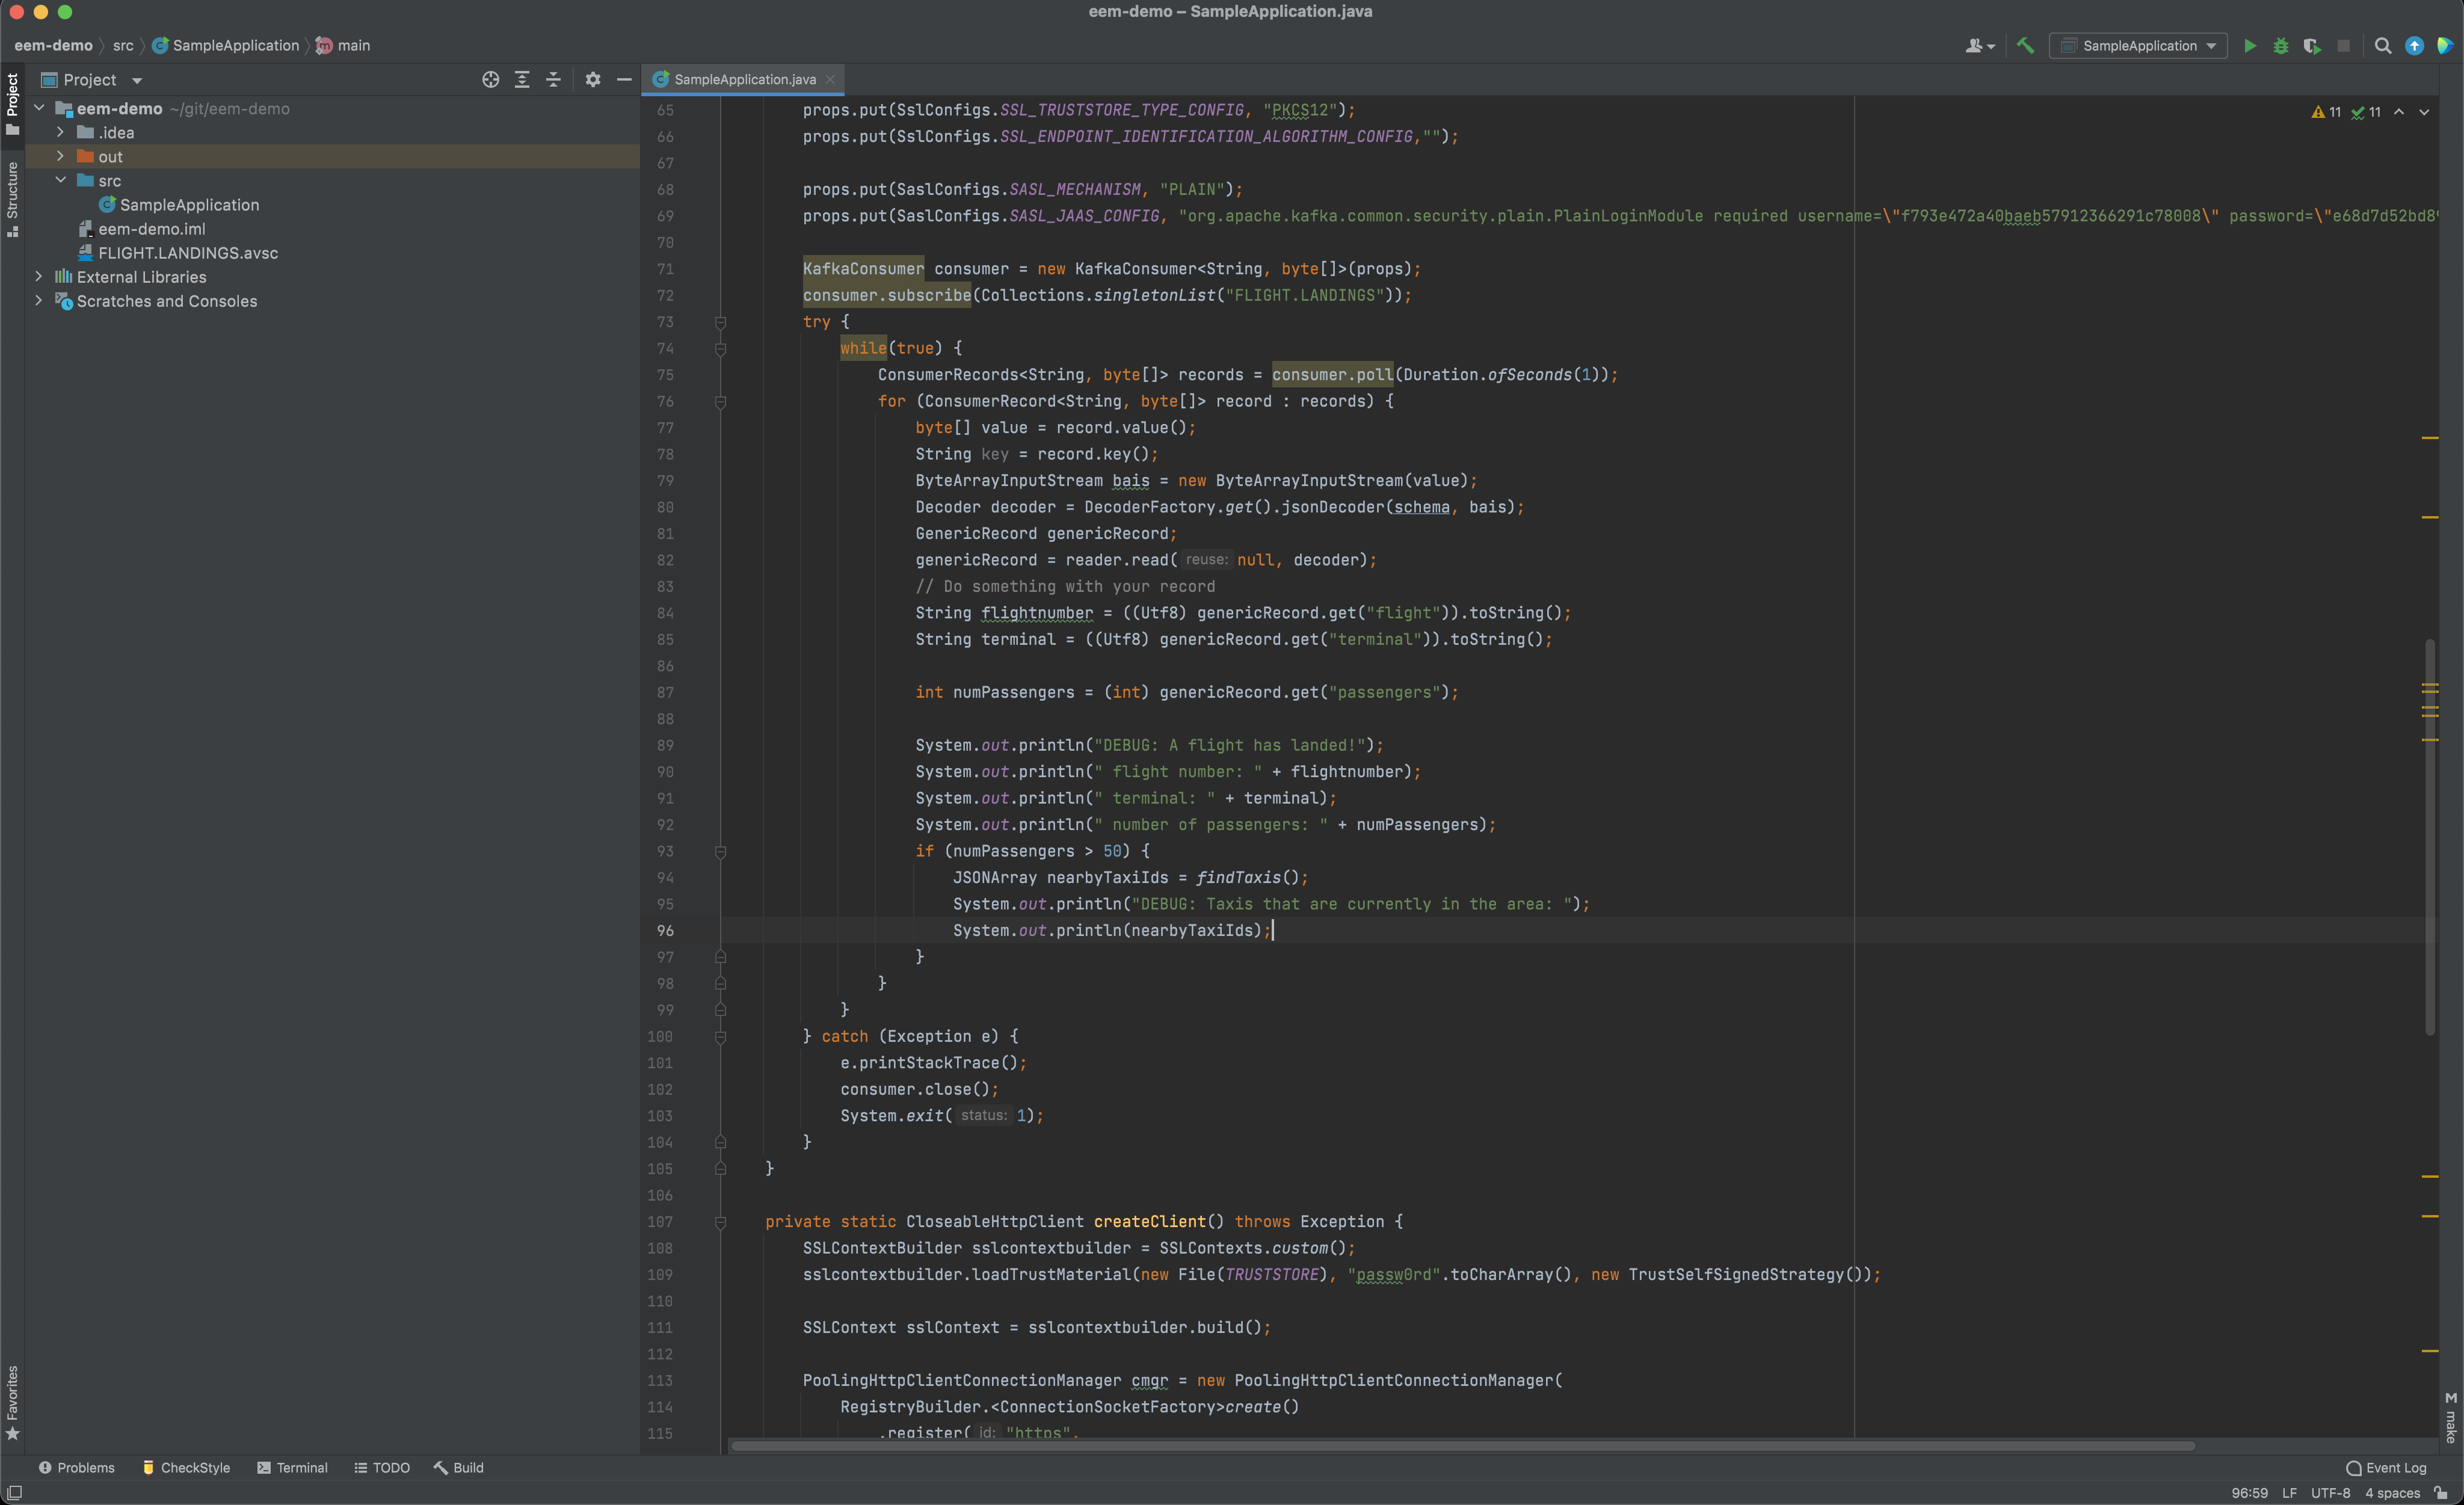 eem-demo – SampleApplication.java
eem-demo src SampleApplication main
SampleApplication
Project
SampleApplication.java
Project
Structure
Favorites
make
eem-demo ~/git/eem-demo
.idea
out
src
SampleApplication
eem-demo.iml
FLIGHT.LANDINGS.avsc
External Libraries
Scratches and Consoles
11 11
65 props.put(SslConfigs.SSL_TRUSTSTORE_TYPE_CONFIG, "PKCS12");
66 props.put(SslConfigs.SSL_ENDPOINT_IDENTIFICATION_ALGORITHM_CONFIG,"");
67
68 props.put(SaslConfigs.SASL_MECHANISM, "PLAIN");
69 props.put(SaslConfigs.SASL_JAAS_CONFIG, "org.apache.kafka.common.security.plain.PlainLoginModule required username=\"f793e472a40baeb57912366291c78008\" password=\"e68d7d52bd8
70
71 KafkaConsumer consumer = new KafkaConsumer<String, byte[]>(props);
72 consumer.subscribe(Collections.singletonList("FLIGHT.LANDINGS"));
73 try {
74 while(true) {
75 ConsumerRecords<String, byte[]> records = consumer.poll(Duration.ofSeconds(1));
76 for (ConsumerRecord<String, byte[]> record : records) {
77 byte[] value = record.value();
78 String key = record.key();
79 ByteArrayInputStream bais = new ByteArrayInputStream(value);
80 Decoder decoder = DecoderFactory.get().jsonDecoder(schema, bais);
81 GenericRecord genericRecord;
82 genericRecord = reader.read( reuse: null, decoder);
83 // Do something with your record
84 String flightnumber = ((Utf8) genericRecord.get("flight")).toString();
85 String terminal = ((Utf8) genericRecord.get("terminal")).toString();
86
87 int numPassengers = (int) genericRecord.get("passengers");
88
89 System.out.println("DEBUG: A flight has landed!");
90 System.out.println(" flight number: " + flightnumber);
91 System.out.println(" terminal: " + terminal);
92 System.out.println(" number of passengers: " + numPassengers);
93 if (numPassengers > 50) {
94 JSONArray nearbyTaxiIds = findTaxis();
95 System.out.println("DEBUG: Taxis that are currently in the area: ");
96 System.out.println(nearbyTaxiIds);
97 }
98 }
99 }
100 } catch (Exception e) {
101 e.printStackTrace();
102 consumer.close();
103 System.exit( status: 1);
104 }
105 }
106
107 private static CloseableHttpClient createClient() throws Exception {
108 SSLContextBuilder sslcontextbuilder = SSLContexts.custom();
109 sslcontextbuilder.loadTrustMaterial(new File(TRUSTSTORE), "passw0rd".toCharArray(), new TrustSelfSignedStrategy());
110
111 SSLContext sslContext = sslcontextbuilder.build();
112
113 PoolingHttpClientConnectionManager cmgr = new PoolingHttpClientConnectionManager(
114 RegistryBuilder.<ConnectionSocketFactory>create()
115 .register( id: "https",
Problems CheckStyle Terminal TODO Build Event Log
96:59 LF UTF-8 4 spaces